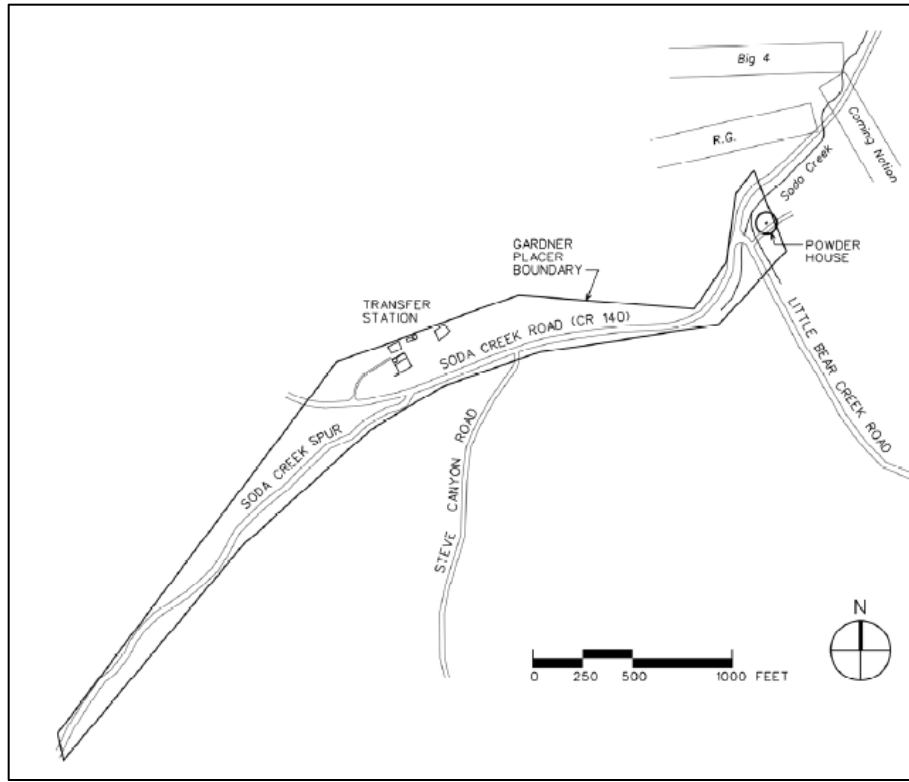 Big 4
R.G.
Coming Nation
Soda Creek
GARDNER
PLACER
BOUNDARY
POWDER
HOUSE
TRANSFER
STATION
SODA CREEK ROAD (CR 140)
LITTLE BEAR CREEK ROAD
SODA CREEK SPUR
STEVE CANYON ROAD
N
0 250 500 1000 FEET